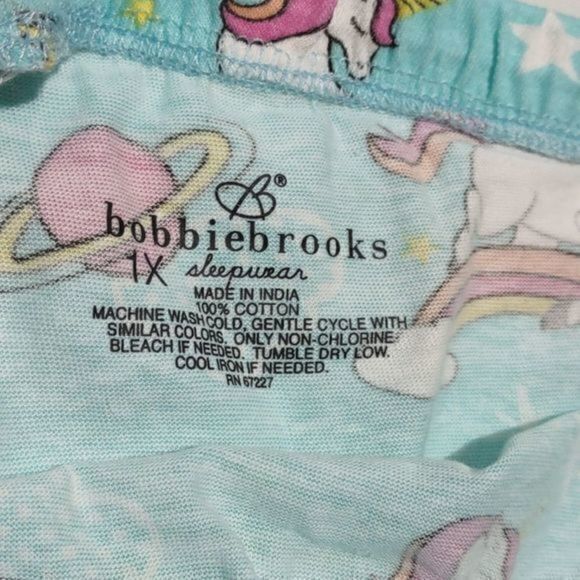 B®
bobbiebrooks
1X sleepwear
MADE IN INDIA
100% COTTON
MACHINE WASH COLD, GENTLE CYCLE WITH
SIMILAR COLORS. ONLY NON-CHLORINE
BLEACH IF NEEDED. TUMBLE DRY LOW.
COOL IRON IF NEEDED.
RN 67227